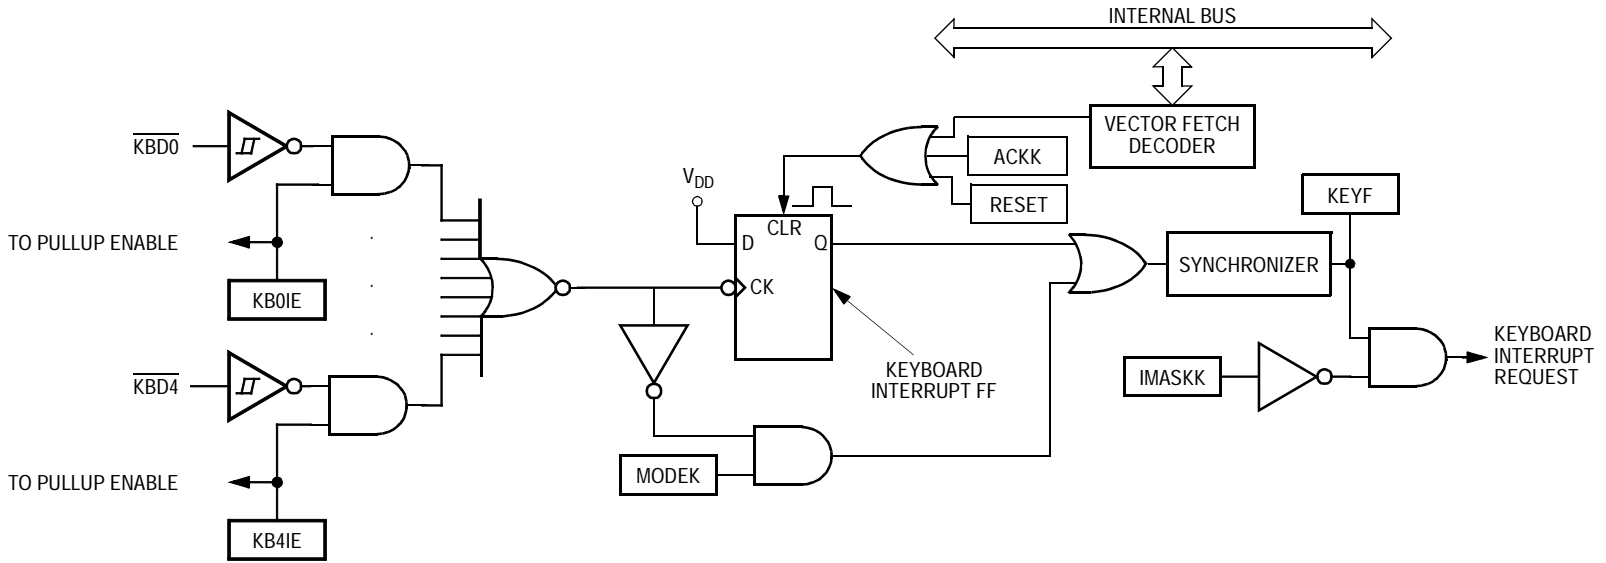 INTERNAL BUS
VECTOR FETCH
DECODER
ACKK
RESET
KBD0
TO PULLUP ENABLE
KB0IE
VDD
D
CLR
Q
CK
KEYBOARD
INTERRUPT FF
SYNCHRONIZER
KEYF
KBD4
TO PULLUP ENABLE
KB4IE
MODEK
IMASKK
KEYBOARD
INTERRUPT
REQUEST